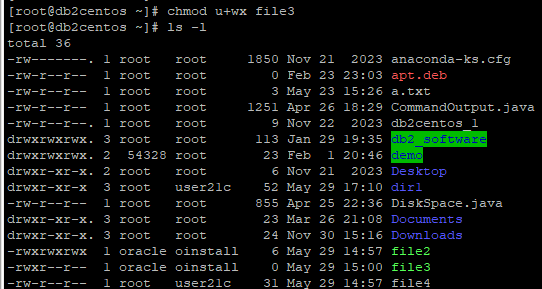 [root@db2centos ~]# chmod u+wx file3
[root@db2centos ~]# ls -l
total 36
-rw-------. 1 root   root      1850 Nov 21  2023 anaconda-ks.cfg
-rw-r--r--  1 root   root         0 Feb 23 23:03 apt.deb
-rw-r--r--  1 root   root         3 May 23 15:26 a.txt
-rw-r--r--  1 root   root      1251 Apr 26 18:29 CommandOutput.java
-rw-r--r--. 1 root   root         9 Nov 22  2023 db2centos_l
drwxrwxrwx. 3 root   root       113 Jan 29 19:35 db2_software
drwxrwxrwx. 2  54328 root        23 Feb  1 20:46 demo
drwxr-xr-x. 2 root   root         6 Nov 21  2023 Desktop
drwxr-xr-x  3 root   user2lc     52 May 29 17:10 dirl
-rw-r--r--  1 root   root       855 Apr 25 22:36 DiskSpace.java
drwxr-xr-x. 2 root   root        23 Mar 26 21:08 Documents
drwxr-xr-x. 3 root   root        24 Nov 30 15:16 Downloads
-rwxrwxrwx  1 oracle oinstall     6 May 29 14:57 file2
-rwxr--r--  1 oracle oinstall     0 May 29 15:00 file3
-rw-r--r--  1 root   user2lc     31 May 29 14:57 file4